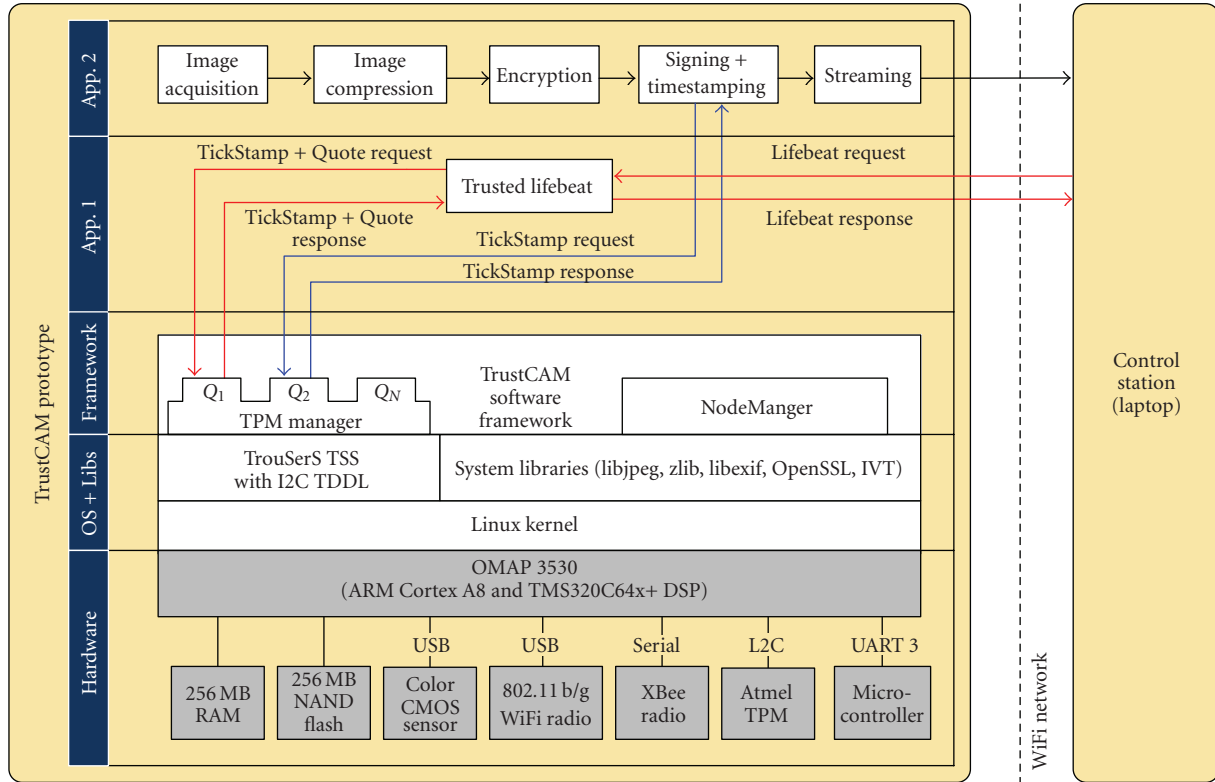 TrustCAM prototype
App. 2
Image
acquisition
Image
compression
Encryption
Signing +
timestamping
Streaming
App. 1
TickStamp + Quote request
Trusted lifebeat
Lifebeat request
TickStamp + Quote
response
Lifebeat response
TickStamp request
TickStamp response
Framework
Q1
Q2
QN
TPM manager
TrustCAM
software
framework
NodeManger
OS + Libs
TrouSerS TSS
with I2C TDDL
System libraries (libjpeg, zlib, libexif, OpenSSL, IVT)
Linux kernel
Hardware
OMAP 3530
(ARM Cortex A8 and TMS320C64x+ DSP)
USB
USB
Serial
L2C
UART 3
256 MB
RAM
256 MB
NAND
flash
Color
CMOS
sensor
802.11 b/g
WiFi radio
XBee
radio
Atmel
TPM
Micro-
controller
WiFi network
Control
station
(laptop)